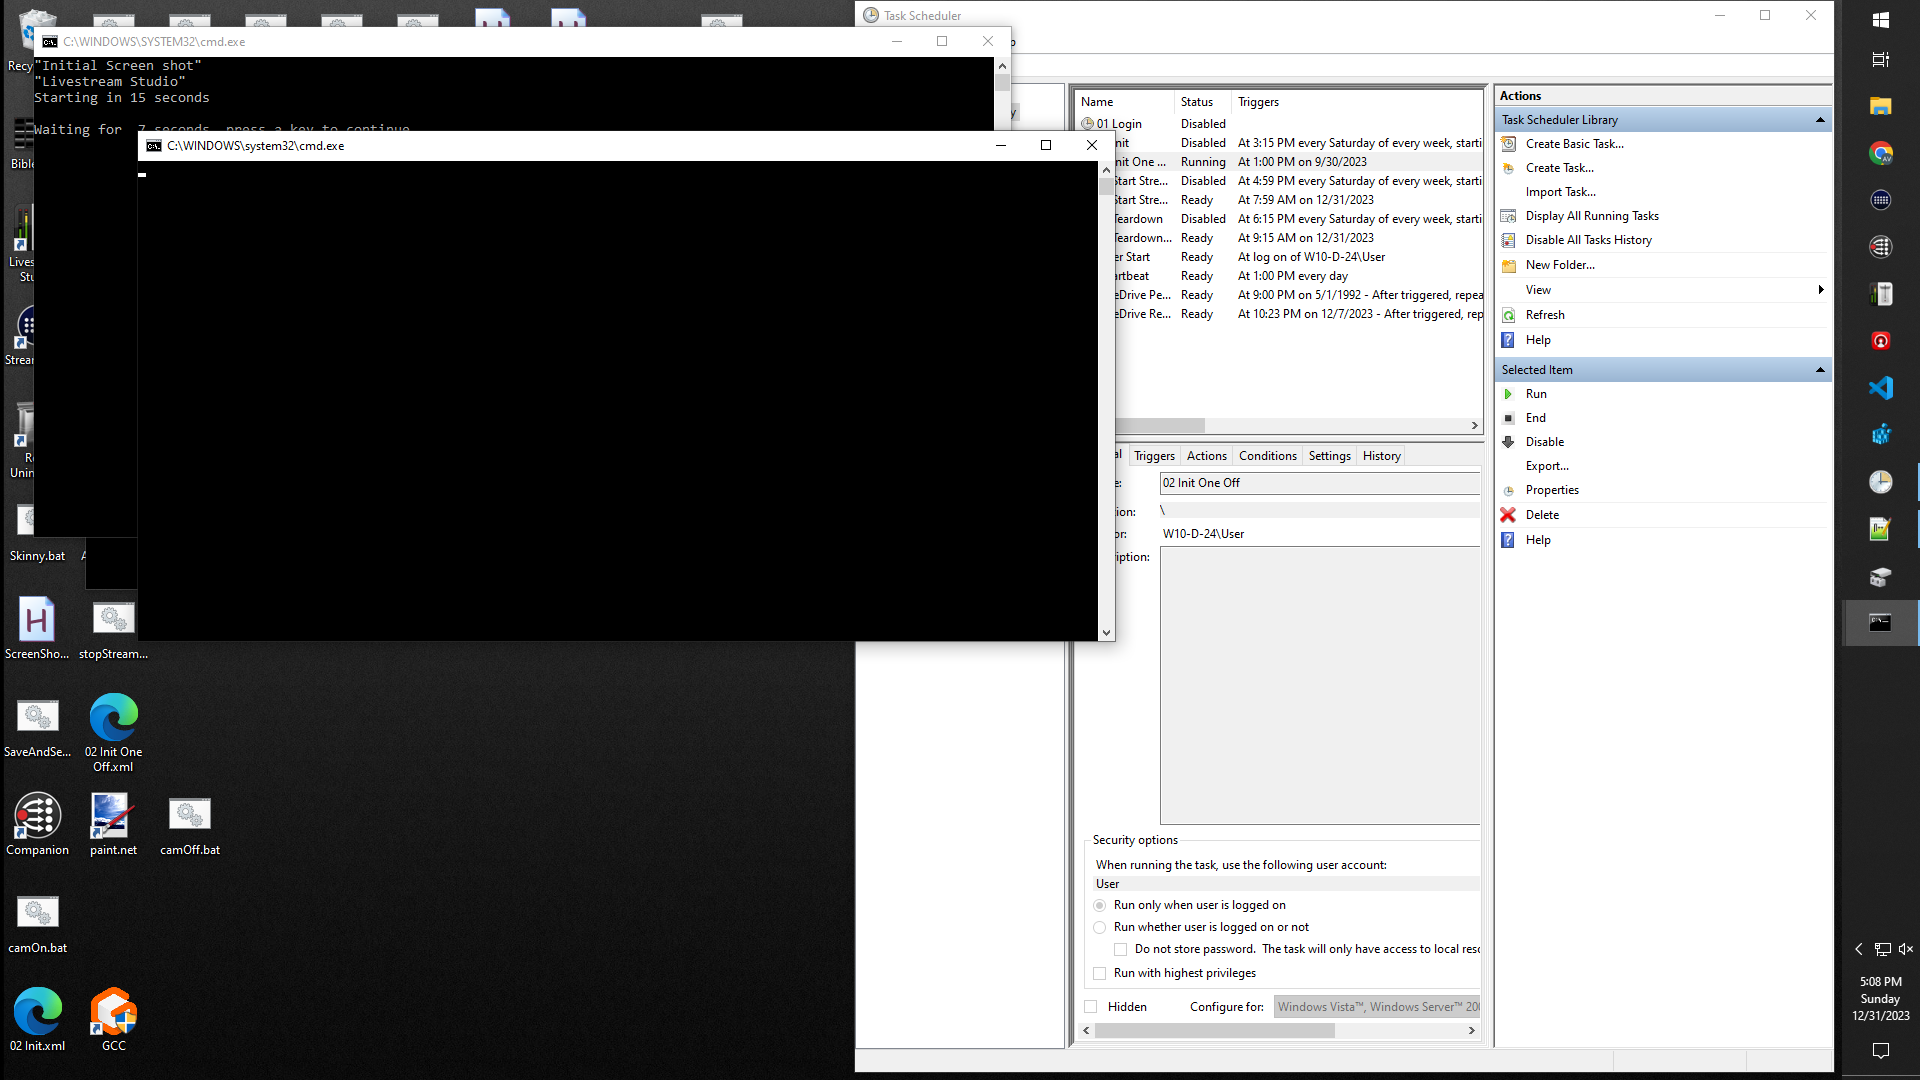 Recy
C:\WINDOWS\SYSTEM32\cmd.exe
"Initial Screen shot"
"Livestream Studio"
Starting in 15 seconds
Waiting for 7 seconds, press a key to continue
C:\WINDOWS\system32\cmd.exe
Bible
Lives
Stu
Strean
R
Unin
Skinny.bat
A
ScreenSho...
stopStream...
SaveAndSe...
02 Init One
Off.xml
Companion
paint.net
camOff.bat
camOn.bat
02 Init.xml
GCC
Task Scheduler
p
y
Name
Status
Triggers
01 Login
Disabled
nit
Disabled
At 3:15 PM every Saturday of every week, starti
nit One ...
Running
At 1:00 PM on 9/30/2023
Start Stre...
Disabled
At 4:59 PM every Saturday of every week, starti
Start Stre...
Ready
At 7:59 AM on 12/31/2023
Teardown
Disabled
At 6:15 PM every Saturday of every week, starti
Teardown...
Ready
At 9:15 AM on 12/31/2023
er Start
Ready
At log on of W10-D-24\User
artbeat
Ready
At 1:00 PM every day
eDrive Pe...
Ready
At 9:00 PM on 5/1/1992 - After triggered, repea
eDrive Re...
Ready
At 10:23 PM on 12/7/2023 - After triggered, rep
al
Triggers
Actions
Conditions
Settings
History
e:
02 Init One Off
ion:
\
or:
W10-D-24\User
iption:
Security options
When running the task, use the following user account:
User
Run only when user is logged on
Run whether user is logged on or not
Do not store password. The task will only have access to local reso
Run with highest privileges
Hidden
Configure for:
Windows Vista™, Windows Server™ 200
Actions
Task Scheduler Library
Create Basic Task...
Create Task...
Import Task...
Display All Running Tasks
Disable All Tasks History
New Folder...
View
Refresh
Help
Selected Item
Run
End
Disable
Export...
Properties
Delete
Help
AV
5:08 PM
Sunday
12/31/2023